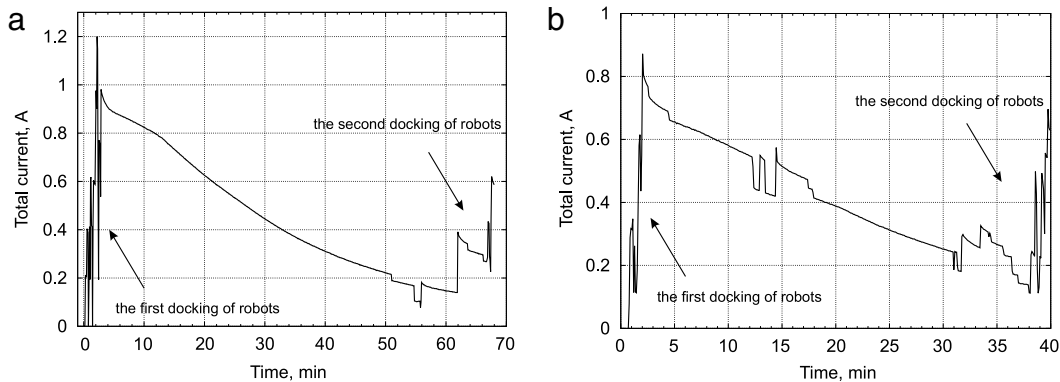 a
1.2
1
0.8
0.6
0.4
0.2
0
Total current, A
the second docking of robots
the first docking of robots
0 10 20 30 40 50 60 70
Time, min
b
1
0.8
0.6
0.4
0.2
0
Total current, A
the second docking of robots
the first docking of robots
0 5 10 15 20 25 30 35 40
Time, min